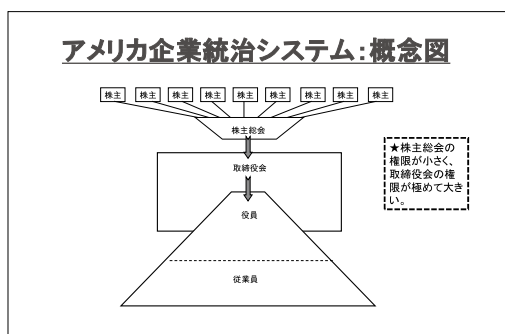 アメリカ企業統治システム:概念図
株主 株主 株主 株主 株主 株主 株主 株主 株主
株主総会
取締役会
役員
従業員
★株主総会の
権限が小さく、
取締役会の権
限が極めて大き
い。